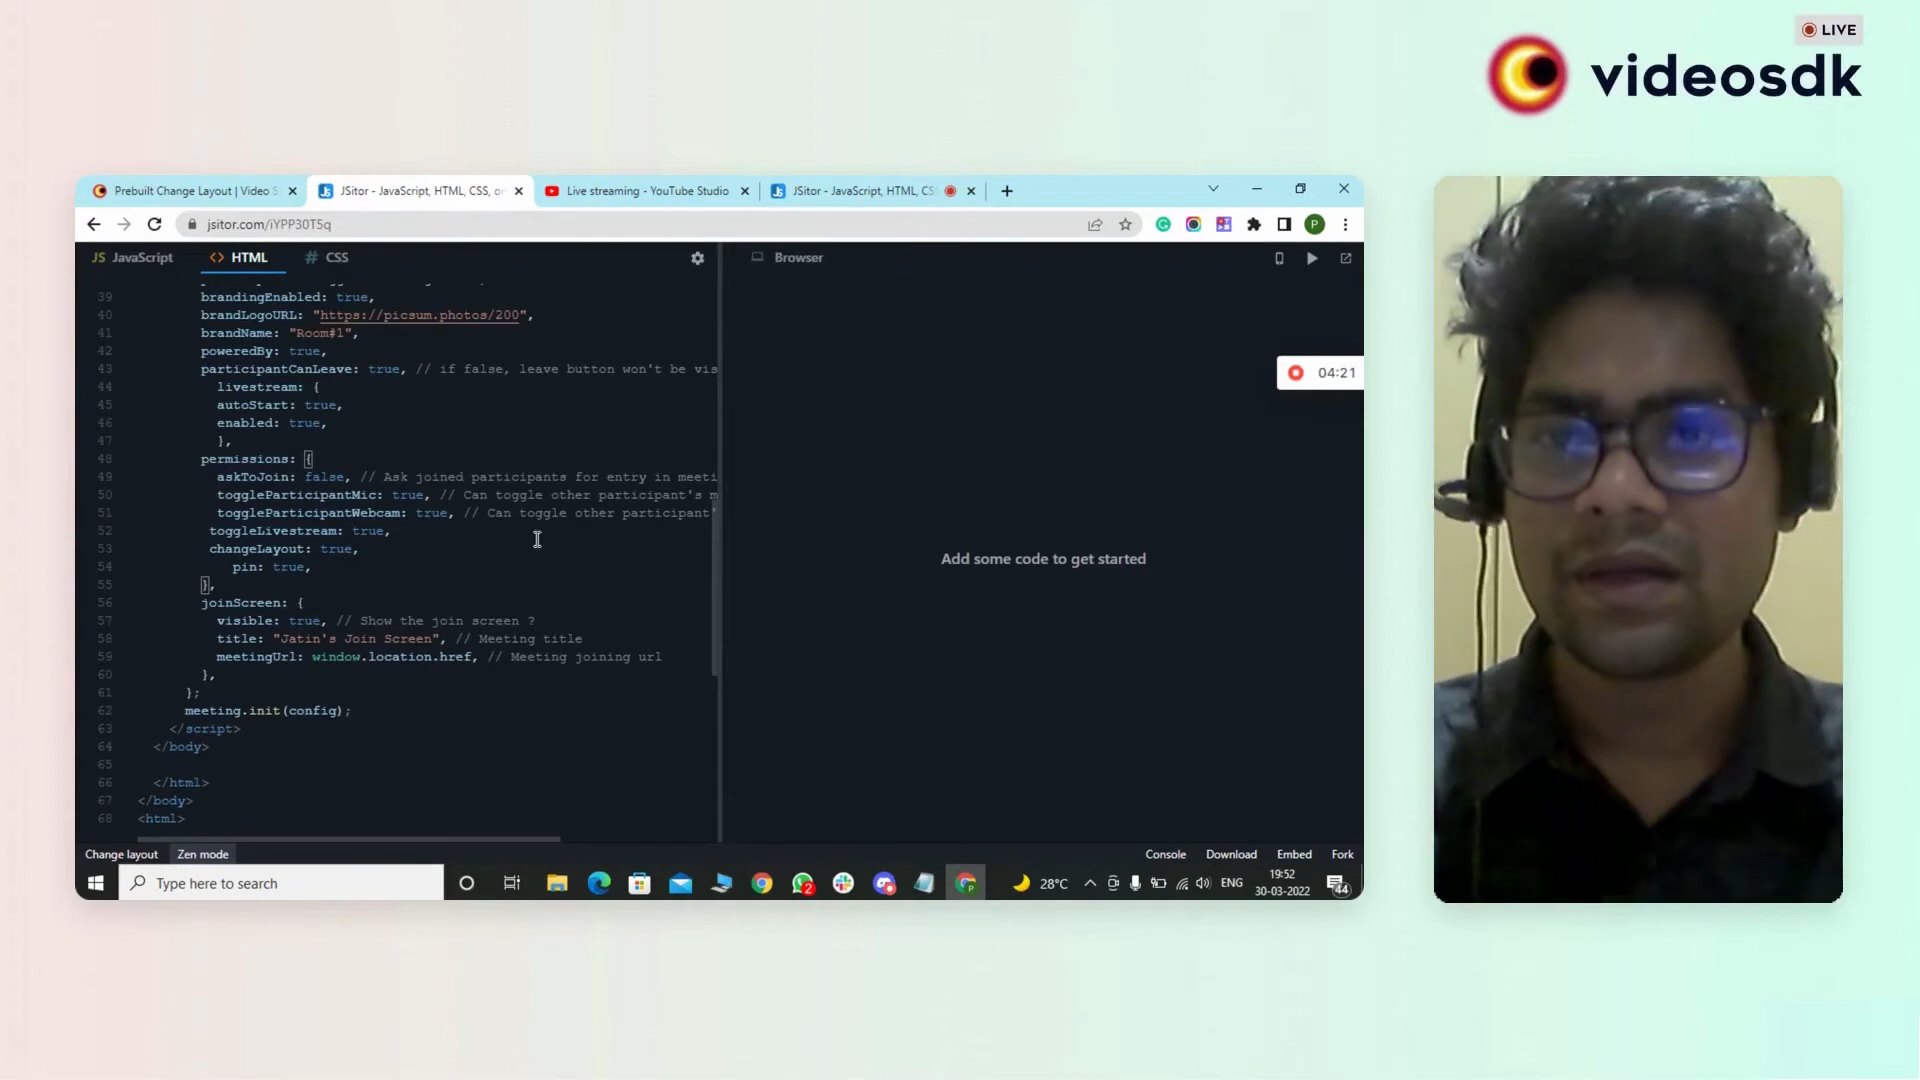 LIVE
videosdk
Prebuilt Change Layout | Video S
JSitor - JavaScript, HTML, CSS, on
Live streaming - YouTube Studio
JSitor - JavaScript, HTML, CS
jsitor.com/iYPP30T5q
P
JS JavaScript
<> HTML
# CSS
Browser
39 brandingEnabled: true,
40 brandLogoURL: "https://picsum.photos/200",
41 brandName: "Room#1",
42 poweredBy: true,
43 participantCanLeave: true, // if false, leave button won't be vis
44 livestream: {
45 autoStart: true,
46 enabled: true,
47 },
48 permissions: {
49 askToJoin: false, // Ask joined participants for entry in meeti
50 toggleParticipantMic: true, // Can toggle other participant's m
51 toggleParticipantWebcam: true, // Can toggle other participant'
52 toggleLivestream: true,
53 changeLayout: true,
54 pin: true,
55 },
56 joinScreen: {
57 visible: true, // Show the join screen ?
58 title: "Jatin's Join Screen", // Meeting title
59 meetingUrl: window.location.href, // Meeting joining url
60 },
61 };
62 meeting.init(config);
63 </script>
64 </body>
65
66 </html>
67 </body>
68 <html>
04:21
Add some code to get started
Change layout
Zen mode
Console
Download
Embed
Fork
Type here to search
2
P
28°C
ENG
19:52
30-03-2022
44